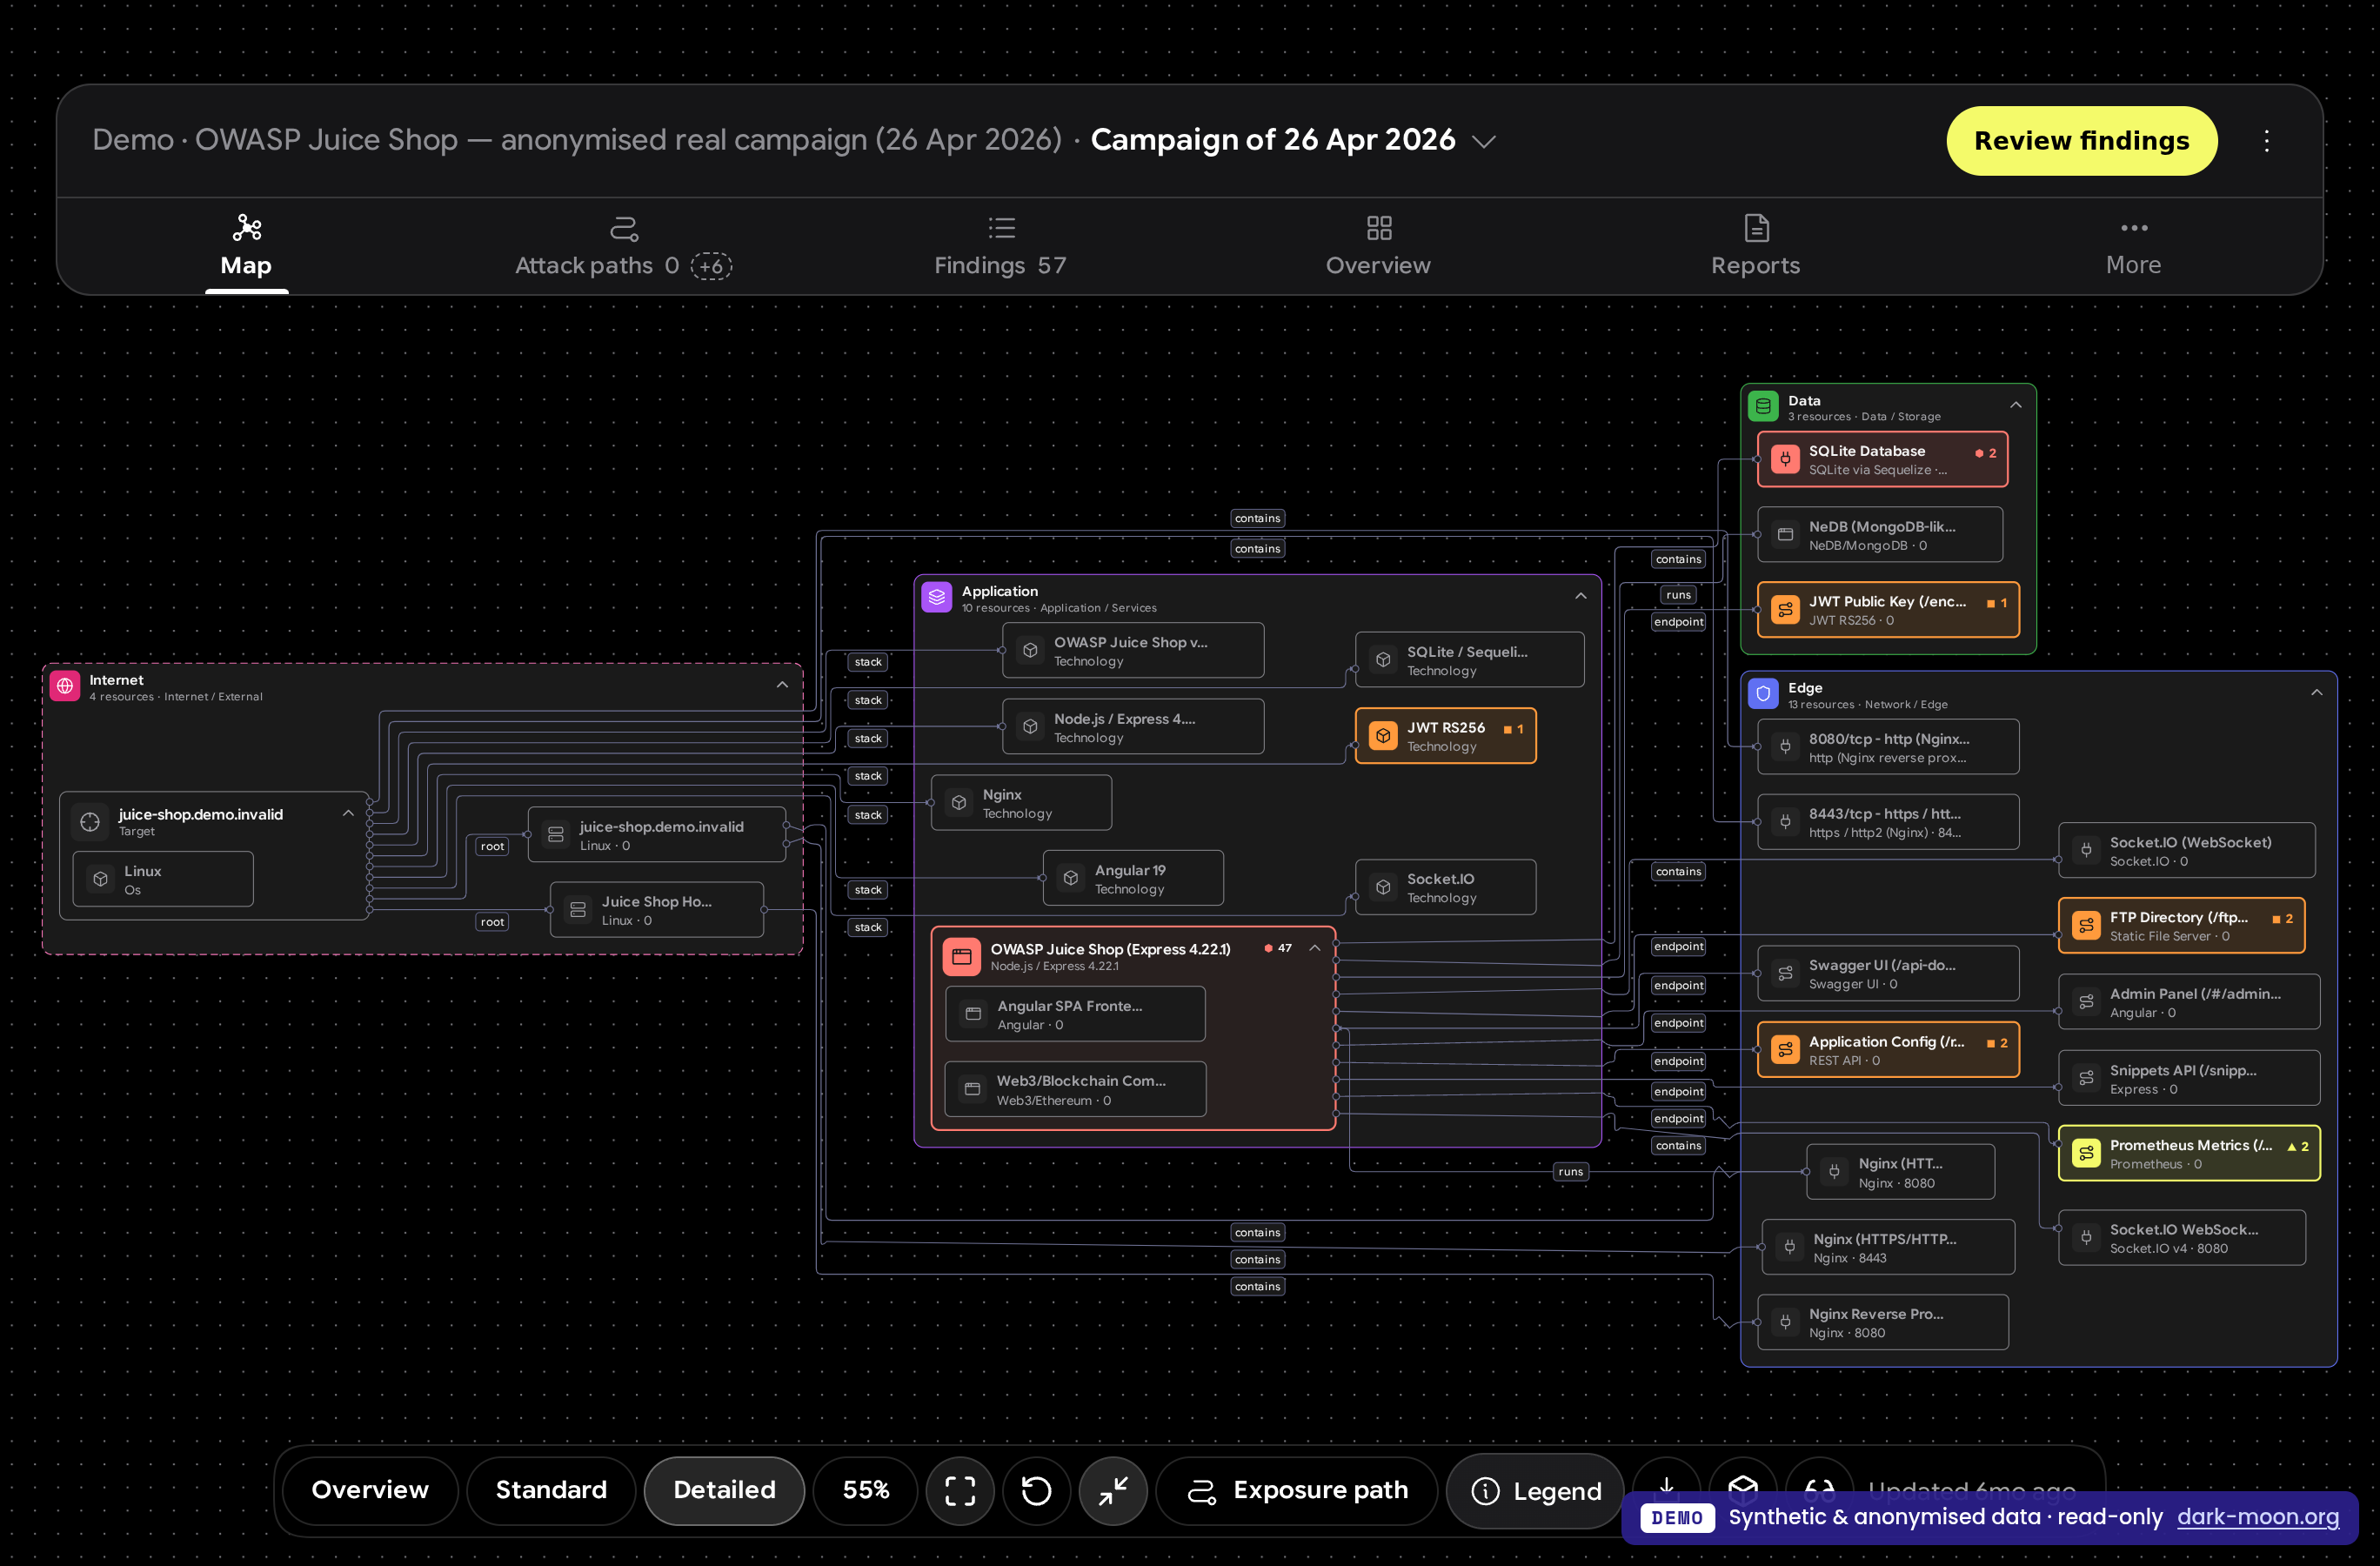 Demo · OWASP Juice Shop — anonymised real campaign (26 Apr 2026) · Campaign of 26 Apr 2026
Review findings
Map
Attack paths 0 +6
Findings 57
Overview
Reports
More
Data
3 resources · Data / Storage
SQLite Database 2
SQLite via Sequelize ·...
NeDB (MongoDB-lik...
NeDB/MongoDB · 0
JWT Public Key (/enc... 1
JWT RS256 · 0
contains
contains
contains
runs
endpoint
Application
10 resources · Application / Services
OWASP Juice Shop v...
Technology
SQLite / Sequeli...
Technology
Node.js / Express 4....
Technology
JWT RS256 1
Technology
Nginx
Technology
Angular 19
Technology
Socket.IO
Technology
OWASP Juice Shop (Express 4.22.1) 47
Node.js / Express 4.22.1
Angular SPA Fronte...
Angular · 0
Web3/Blockchain Com...
Web3/Ethereum · 0
stack
stack
stack
stack
stack
stack
stack
Internet
4 resources · Internet / External
juice-shop.demo.invalid
Target
Linux
Os
root
juice-shop.demo.invalid
Linux · 0
root
Juice Shop Ho...
Linux · 0
Edge
13 resources · Network / Edge
8080/tcp - http (Nginx...
http (Nginx reverse prox...
8443/tcp - https / htt...
https / http2 (Nginx) · 84...
Socket.IO (WebSocket)
Socket.IO · 0
FTP Directory (/ftp... 2
Static File Server · 0
Swagger UI (/api-do...
Swagger UI · 0
Admin Panel (/#/admin...
Angular · 0
Application Config (/r... 2
REST API · 0
Snippets API (/snipp...
Express · 0
Prometheus Metrics (/... 2
Prometheus · 0
Nginx (HTT...
Nginx · 8080
Socket.IO WebSock...
Socket.IO v4 · 8080
Nginx (HTTPS/HTTP...
Nginx · 8443
Nginx Reverse Pro...
Nginx · 8080
contains
endpoint
endpoint
endpoint
endpoint
endpoint
endpoint
contains
runs
contains
contains
contains
Overview
Standard
Detailed
55%
Exposure path
Legend
Updated 6mo ago
DEMO Synthetic & anonymised data · read-only dark-moon.org